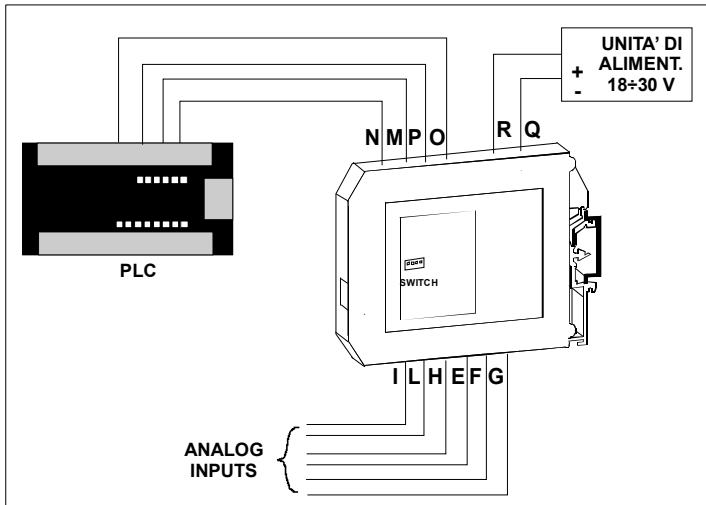 UNITA' DI
ALIMENT.
18÷30 V
+
-
N M P O
R Q
PLC
SWITCH
I L H E F G
ANALOG
INPUTS